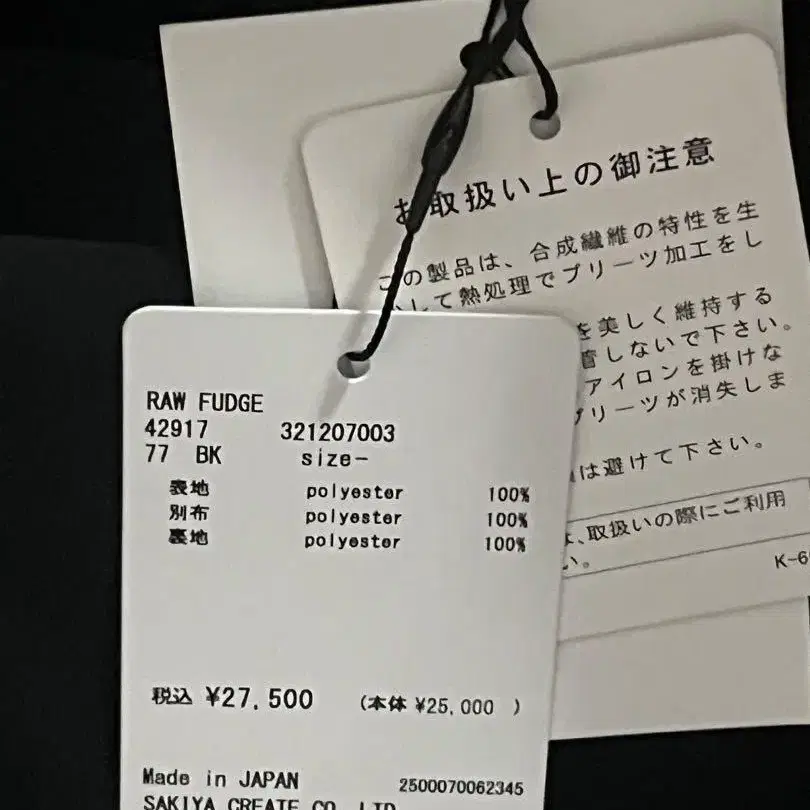 お取扱い上の御注意
この製品は、合成繊維の特性を生
して熱処理でプリーツ加工をし
を美しく維持する
しないで下さい。
アイロンを掛けな
プリーツが消失しま
は避けて下さい。
、取扱いの際にご利用
い。
K-6
RAW FUDGE
42917 321207003
77 BK size-
表地 polyester 100%
別布 polyester 100%
裏地 polyester 100%
税込 ¥27,500 (本体 ¥25,000 )
Made in JAPAN 2500070062345
SAKIYA CREATE CO.,LTD